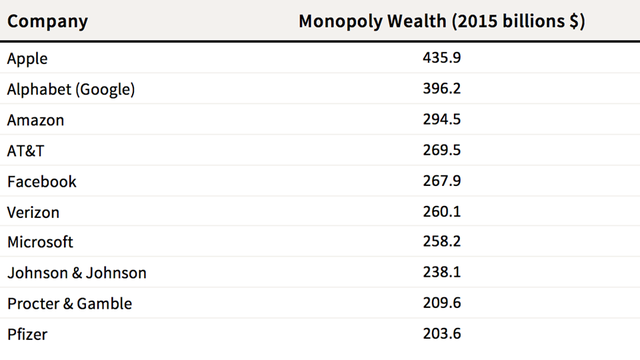 Company Monopoly Wealth (2015 billions $)
Apple 435.9
Alphabet (Google) 396.2
Amazon 294.5
AT&T 269.5
Facebook 267.9
Verizon 260.1
Microsoft 258.2
Johnson & Johnson 238.1
Procter & Gamble 209.6
Pfizer 203.6